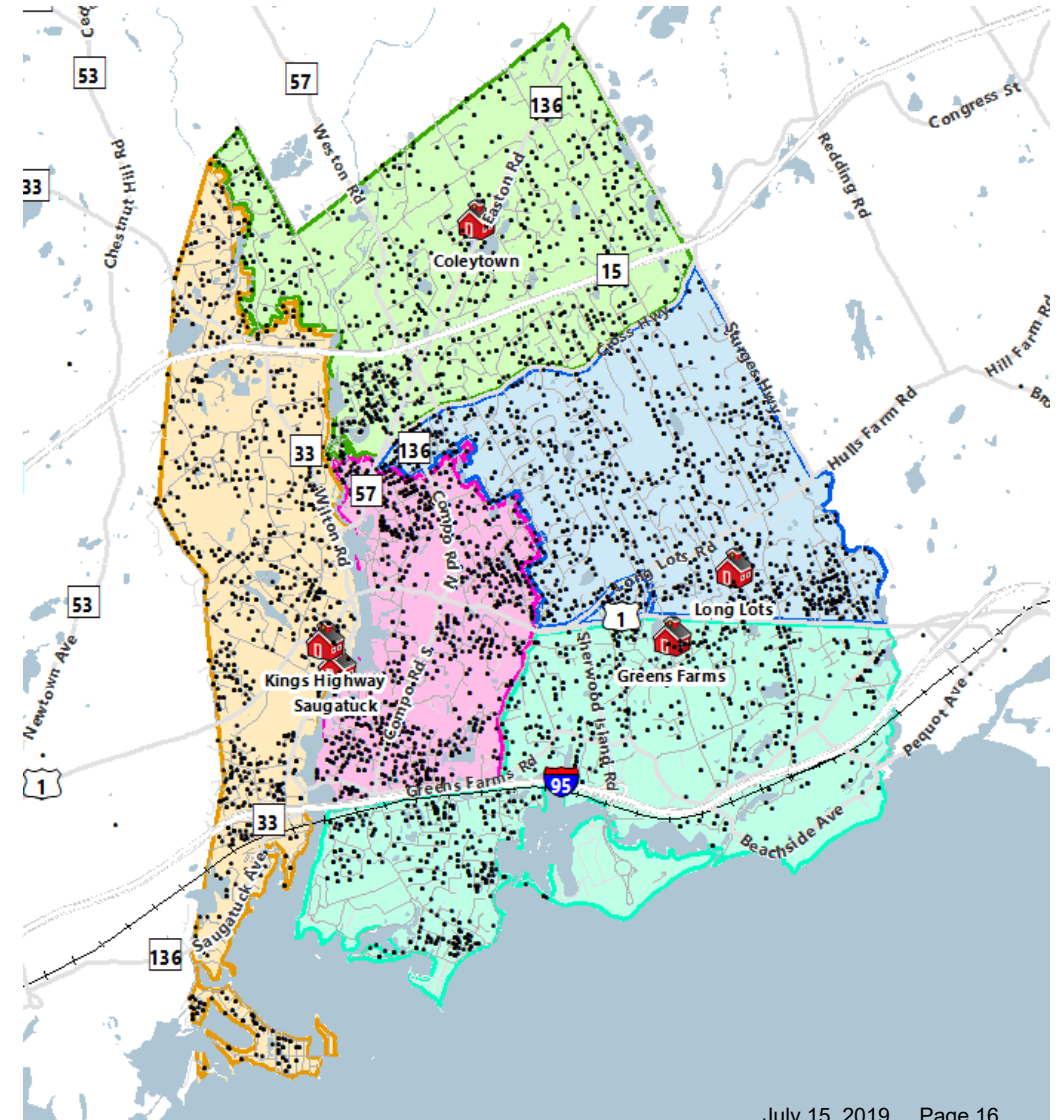 Ced
53
57
136
Congress St
Weston Rd
Redding Rd
Chestnut Hill Rd
33
Easton Rd
Coleytown
15
Cross Hwy
Sturges Hwy
Hill Farm Rd
Hulls Farm Rd
33
136
57
Wilton Rd
Compo Rd N
Long Lots Rd
53
1
Long Lots
Newtown Ave
Kings Highway
Saugatuck
Compo Rd S
Sherwood Island Rd
Greens Farms
Pequot Ave
1
Greens Farms Rd
95
33
Beachside Ave
Saugatuck Ave
136
July 15, 2019 Page 16